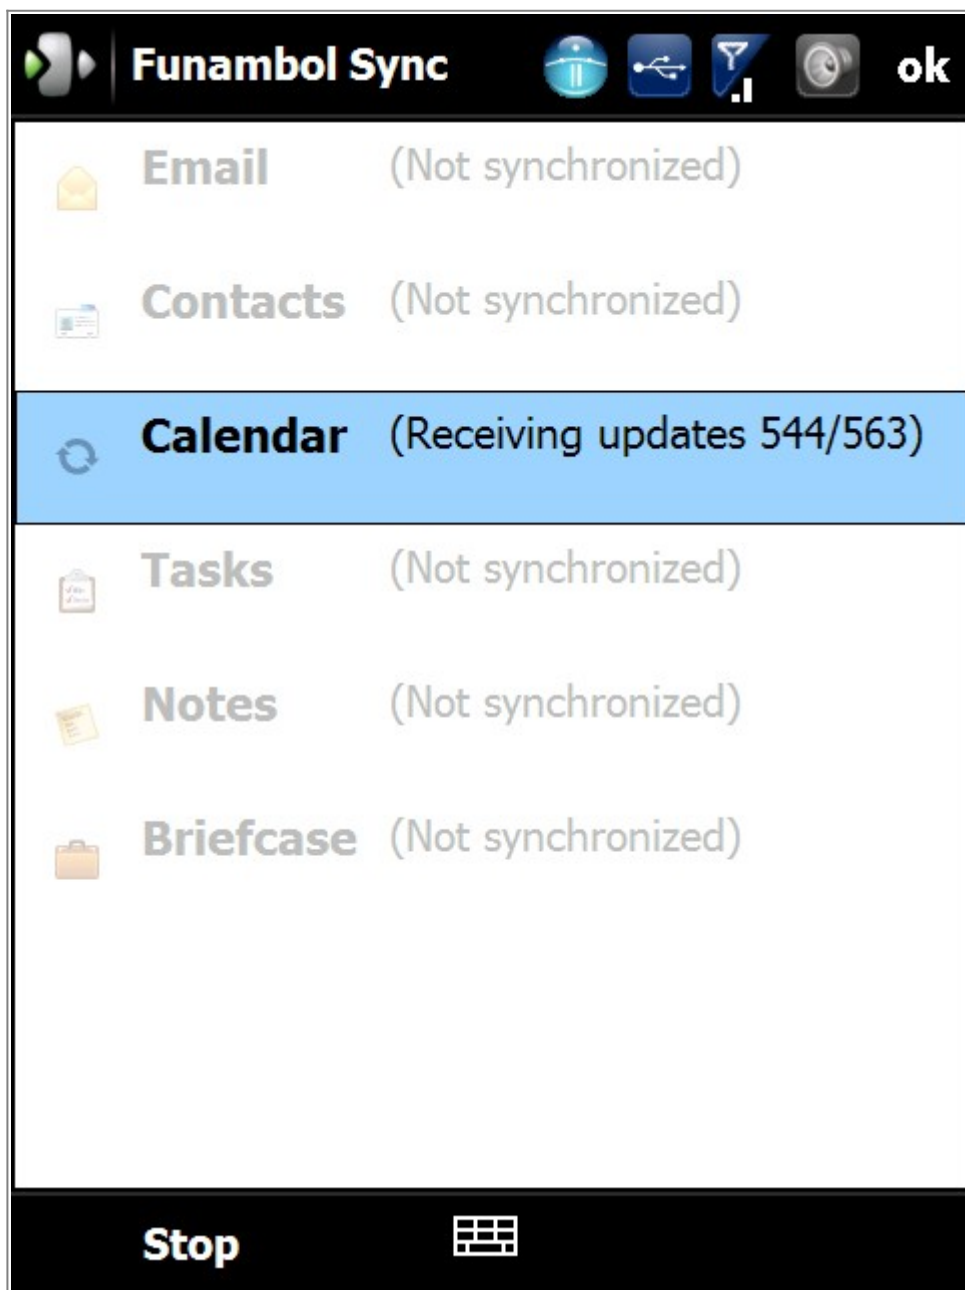 Funambol Sync ok
Email (Not synchronized)
Contacts (Not synchronized)
Calendar (Receiving updates 544/563)
Tasks (Not synchronized)
Notes (Not synchronized)
Briefcase (Not synchronized)
Stop